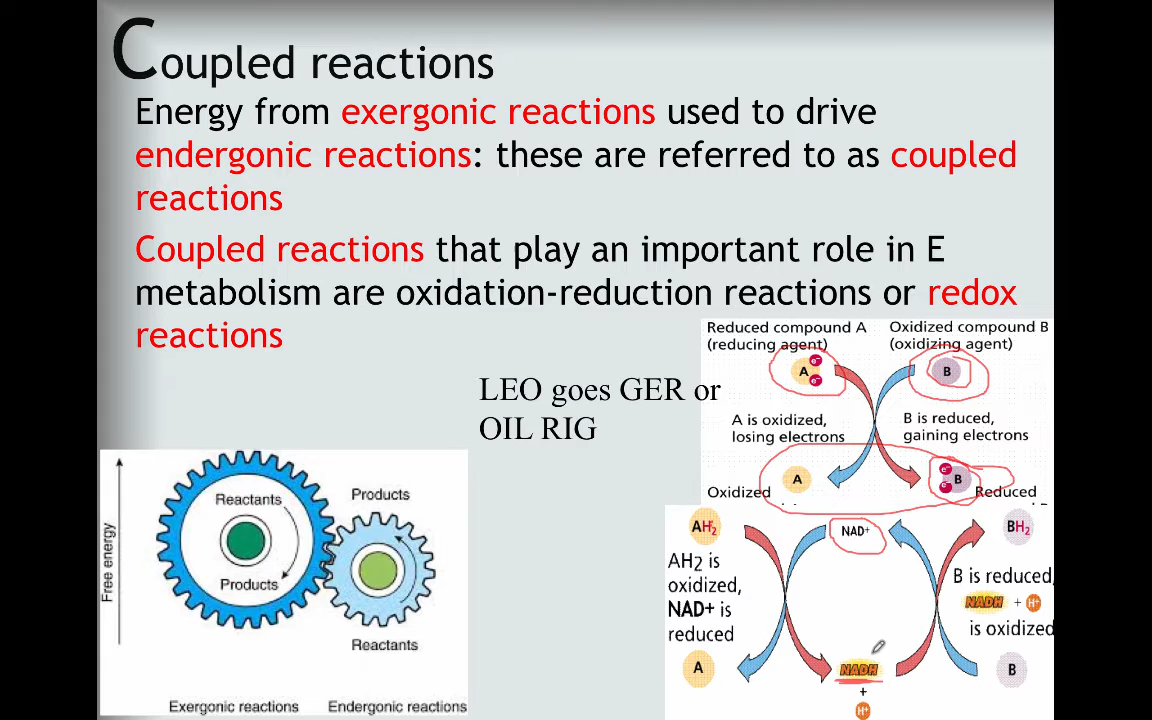 Coupled reactions
Energy from exergonic reactions used to drive
endergonic reactions: these are referred to as coupled
reactions
Coupled reactions that play an important role in E
metabolism are oxidation-reduction reactions or redox
reactions
LEO goes GER or
OIL RIG
Reduced compound A
(reducing agent)
Oxidized compound B
(oxidizing agent)
A
e–
e–
B
A is oxidized,
losing electrons
B is reduced,
gaining electrons
A
e–
e–
B
Oxidized
Reduced
AH2
NAD+
BH2
AH2 is
oxidized,
NAD+ is
reduced
B is reduced,
NADH + H+
is oxidized
A
NADH
+
H+
B
Free energy
Reactants
Products
Products
Reactants
Exergonic reactions
Endergonic reactions